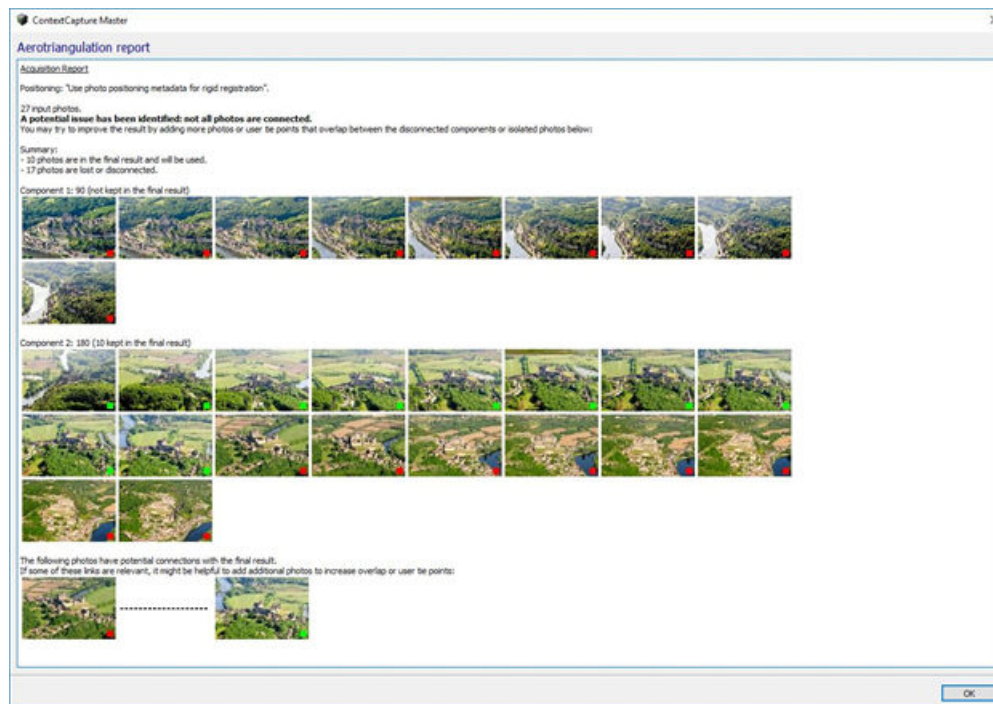 ContextCapture Master
Aerotriangulation report
Acquisition Report
Positioning: "Use photo positioning metadata for rigid registration".
27 input photos.
A potential issue has been identified: not all photos are connected.
You may try to improve the result by adding more photos or user tie points that overlap between the disconnected components or isolated photos below:
Summary:
- 10 photos are in the final result and will be used.
- 17 photos are lost or disconnected.
Component 1: 90 (not kept in the final result)
Component 2: 180 (10 kept in the final result)
The following photos have potential connections with the final result.
If some of these links are relevant, it might be helpful to add additional photos to increase overlap or user tie points:
OK